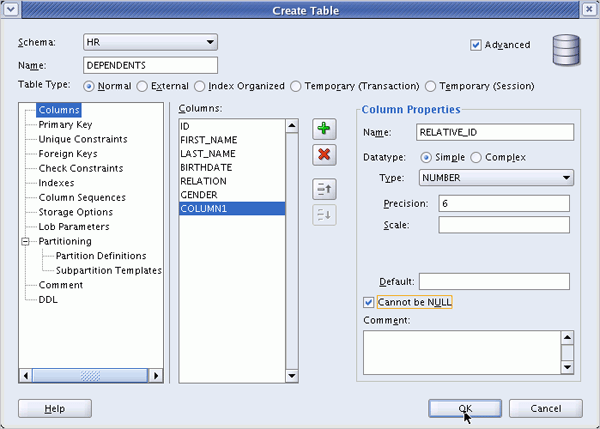 Create Table
Schema: HR
Advanced
Name: DEPENDENTS
Table Type: Normal External Index Organized Temporary (Transaction) Temporary (Session)
Columns
Primary Key
Unique Constraints
Foreign Keys
Check Constraints
Indexes
Column Sequences
Storage Options
Lob Parameters
Partitioning
Partition Definitions
Subpartition Templates
Comment
DDL
Columns:
ID
FIRST_NAME
LAST_NAME
BIRTHDATE
RELATION
GENDER
COLUMN1
Column Properties
Name: RELATIVE_ID
Datatype: Simple Complex
Type: NUMBER
Precision: 6
Scale:
Default:
Cannot be NULL
Comment:
Help
OK
Cancel